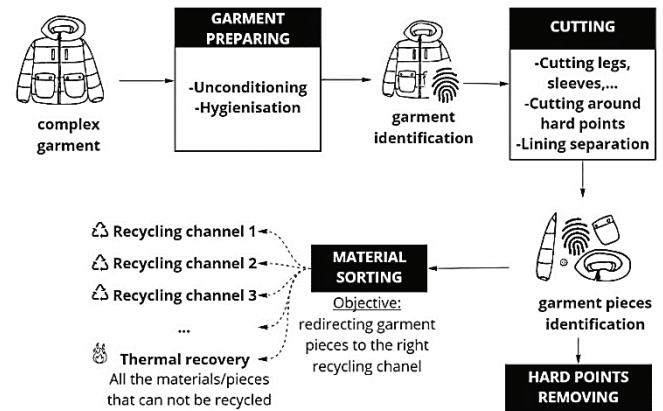 complex
garment
GARMENT
PREPARING
-Unconditioning
-Hygienisation
garment
identification
CUTTING
-Cutting legs,
sleeves,...
-Cutting around
hard points
-Lining separation
garment pieces
identification
HARD POINTS
REMOVING
MATERIAL
SORTING
Objective:
redirecting garment
pieces to the right
recycling chanel
Recycling channel 1
Recycling channel 2
Recycling channel 3
...
Thermal recovery
All the materials/pieces
that can not be recycled